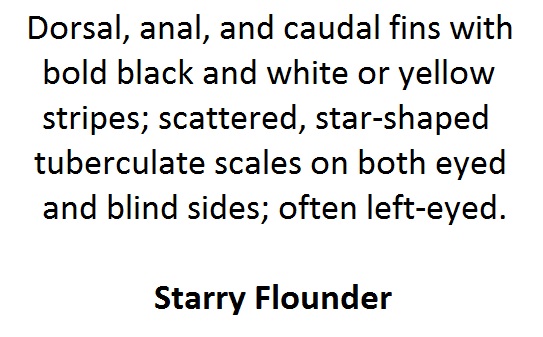 Dorsal, anal, and caudal fins with
bold black and white or yellow
stripes; scattered, star-shaped
tuberculate scales on both eyed
and blind sides; often left-eyed.
Starry Flounder